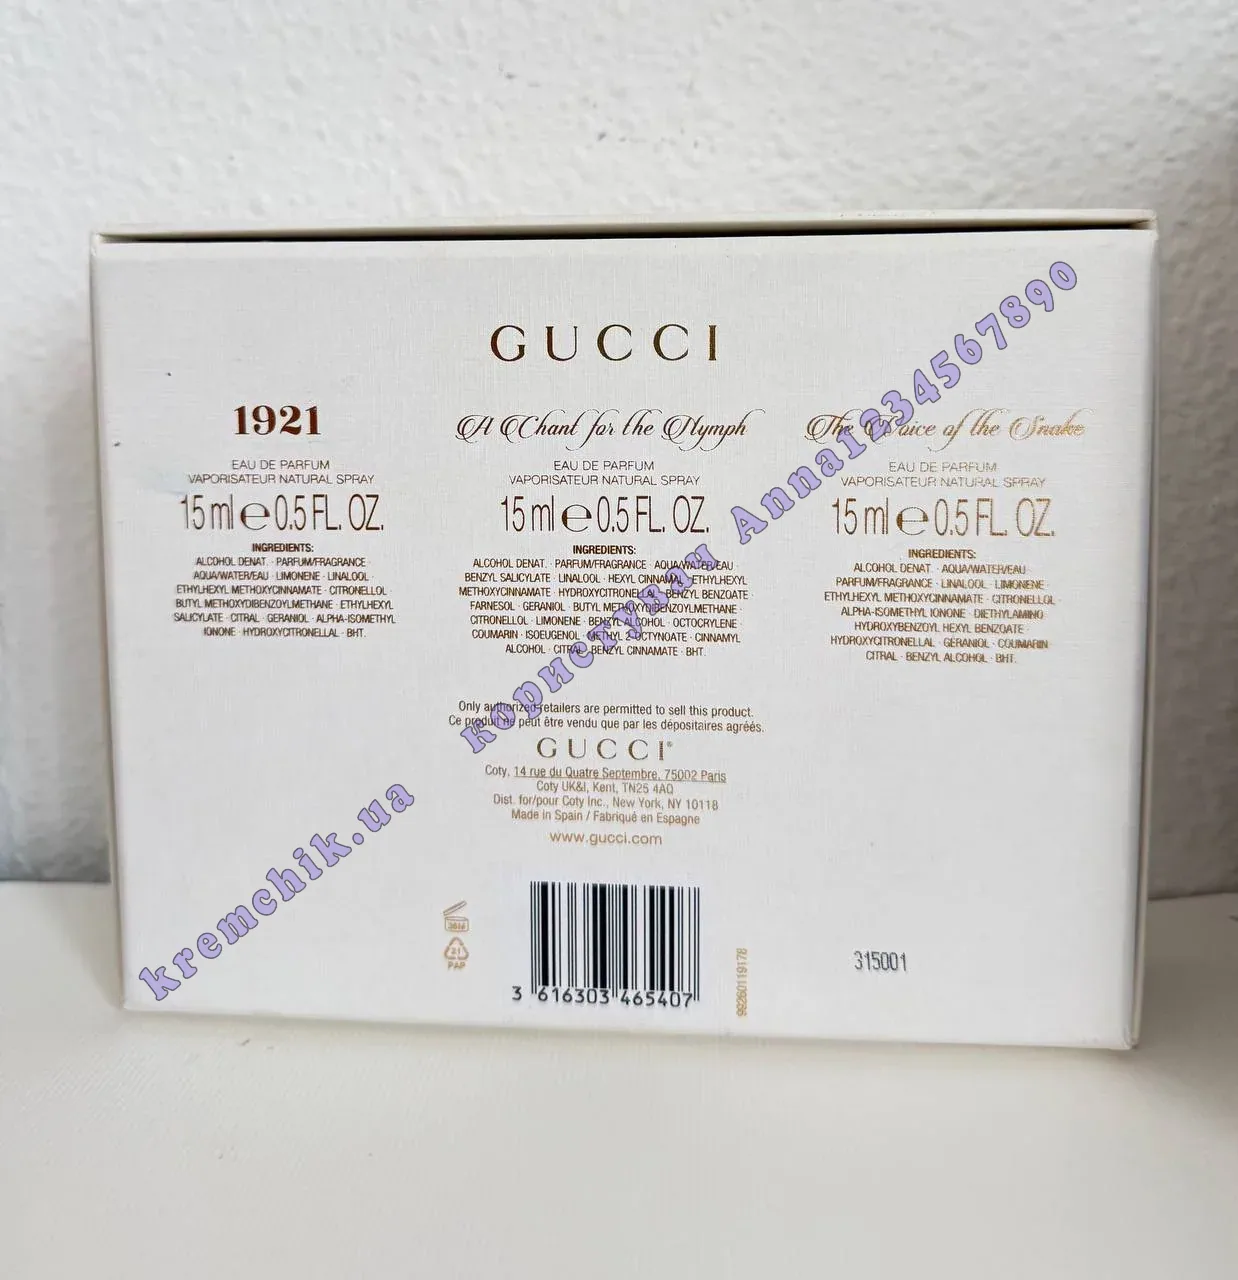 GUCCI
1921
EAU DE PARFUM
VAPORISATEUR NATURAL SPRAY
15 ml ℮ 0.5 FL. OZ.
INGREDIENTS:
ALCOHOL DENAT. · PARFUM/FRAGRANCE ·
AQUA/WATER/EAU · LIMONENE · LINALOOL ·
ETHYLHEXYL METHOXYCINNAMATE · CITRONELLOL ·
BUTYL METHOXYDIBENZOYLMETHANE · ETHYLHEXYL
SALICYLATE · CITRAL · GERANIOL · ALPHA-ISOMETHYL
IONONE · HYDROXYCITRONELLAL · BHT.
A Chant for the Nymph
EAU DE PARFUM
VAPORISATEUR NATURAL SPRAY
15 ml ℮ 0.5 FL. OZ.
INGREDIENTS:
ALCOHOL DENAT. · PARFUM/FRAGRANCE · AQUA/WATER/EAU ·
BENZYL SALICYLATE · LINALOOL · HEXYL CINNAMAL · ETHYLHEXYL
METHOXYCINNAMATE · HYDROXYCITRONELLAL · BENZYL BENZOATE ·
FARNESOL · GERANIOL · BUTYL METHOXYDIBENZOYLMETHANE ·
CITRONELLOL · LIMONENE · BENZYL ALCOHOL · OCTOCRYLENE ·
COUMARIN · ISOEUGENOL · METHYL 2-OCTYNOATE · CINNAMYL
ALCOHOL · CITRAL · BENZYL CINNAMATE · BHT.
The Voice of the Snake
EAU DE PARFUM
VAPORISATEUR NATURAL SPRAY
15 ml ℮ 0.5 FL. OZ.
INGREDIENTS:
ALCOHOL DENAT. · AQUA/WATER/EAU ·
PARFUM/FRAGRANCE · LINALOOL · LIMONENE ·
ETHYLHEXYL METHOXYCINNAMATE · CITRONELLOL ·
ALPHA-ISOMETHYL IONONE · DIETHYLAMINO
HYDROXYBENZOYL HEXYL BENZOATE ·
HYDROXYCITRONELLAL · GERANIOL · COUMARIN ·
CITRAL · BENZYL ALCOHOL · BHT.
Only authorized retailers are permitted to sell this product.
Ce produit ne peut être vendu que par les dépositaires agréés.
GUCCI®
Coty, 14 rue du Quatre Septembre, 75002 Paris
Coty UK&I, Kent, TN25 4AQ
Dist. for/pour Coty Inc., New York, NY 10118
Made in Spain / Fabriqué en Espagne
www.gucci.com
36M
21
PAP
3 616303 465407
99260119178
315001
kremchik.ua
користувач Anna1234567890